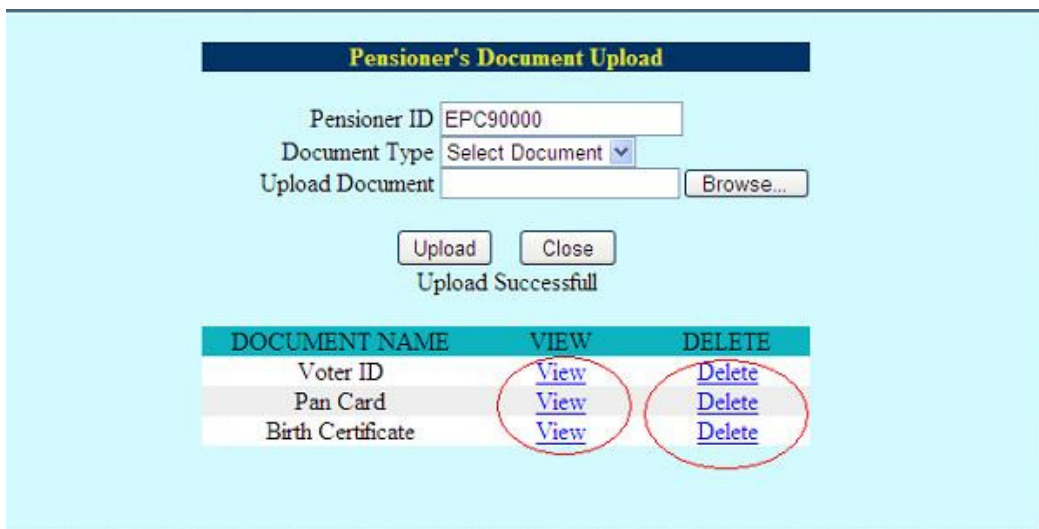 Pensioner's Document Upload
Pensioner ID EPC90000
Document Type Select Document
Upload Document Browse...
Upload Close
Upload Successfull
DOCUMENT NAME VIEW DELETE
Voter ID View Delete
Pan Card View Delete
Birth Certificate View Delete